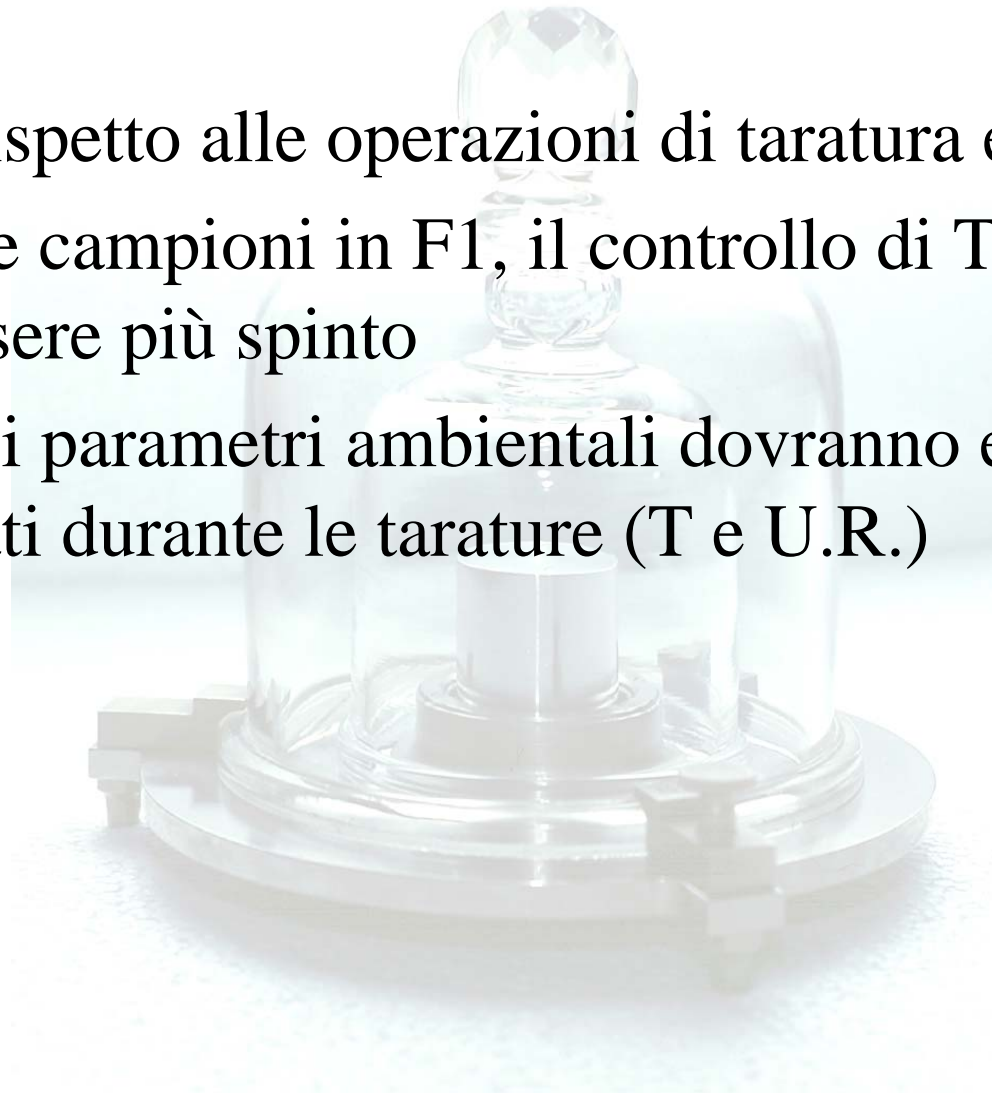 spetto alle operazioni di taratura
campioni in F1, il controllo di T
sere più spinto
i parametri ambientali dovranno
ti durante le tarature (T e U.R.)